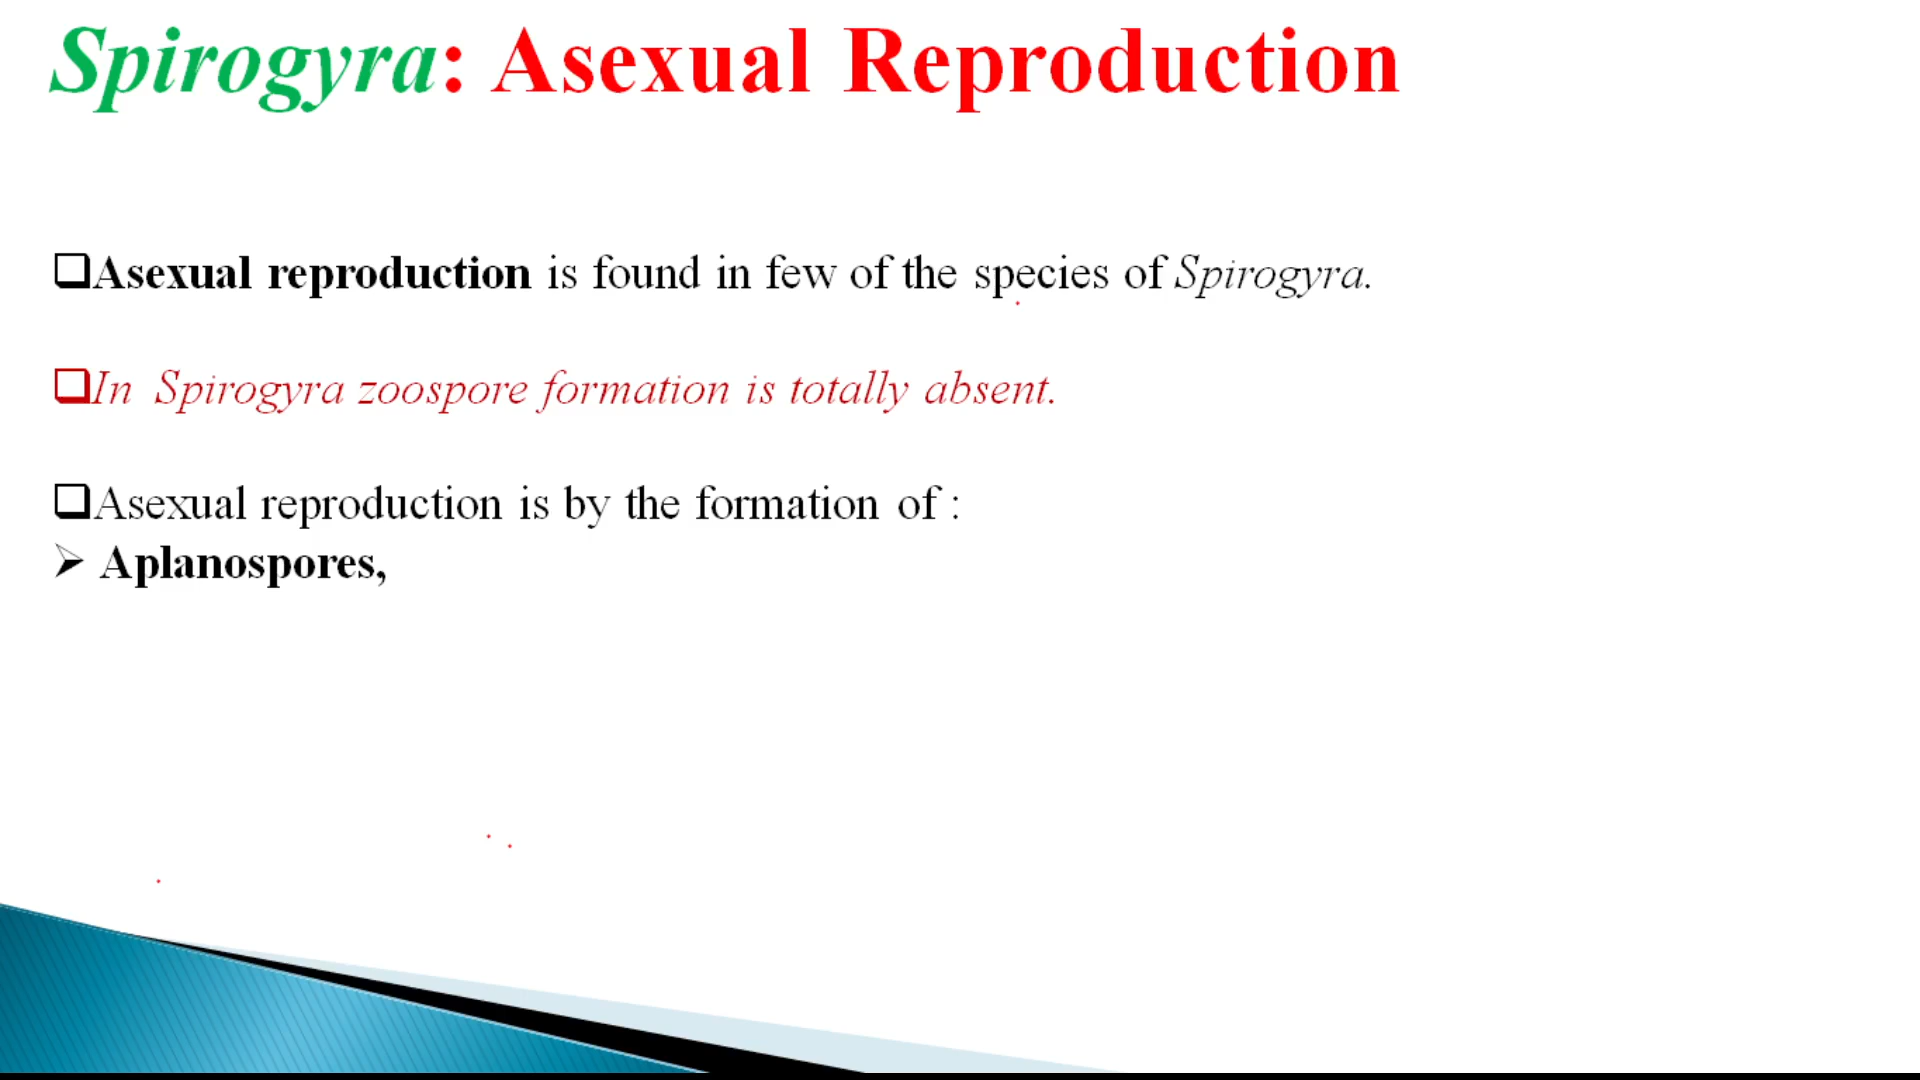 Spirogyra: Asexual Reproduction
❑Asexual reproduction is found in few of the species of Spirogyra.
❑In Spirogyra zoospore formation is totally absent.
❑Asexual reproduction is by the formation of :
➢ Aplanospores,